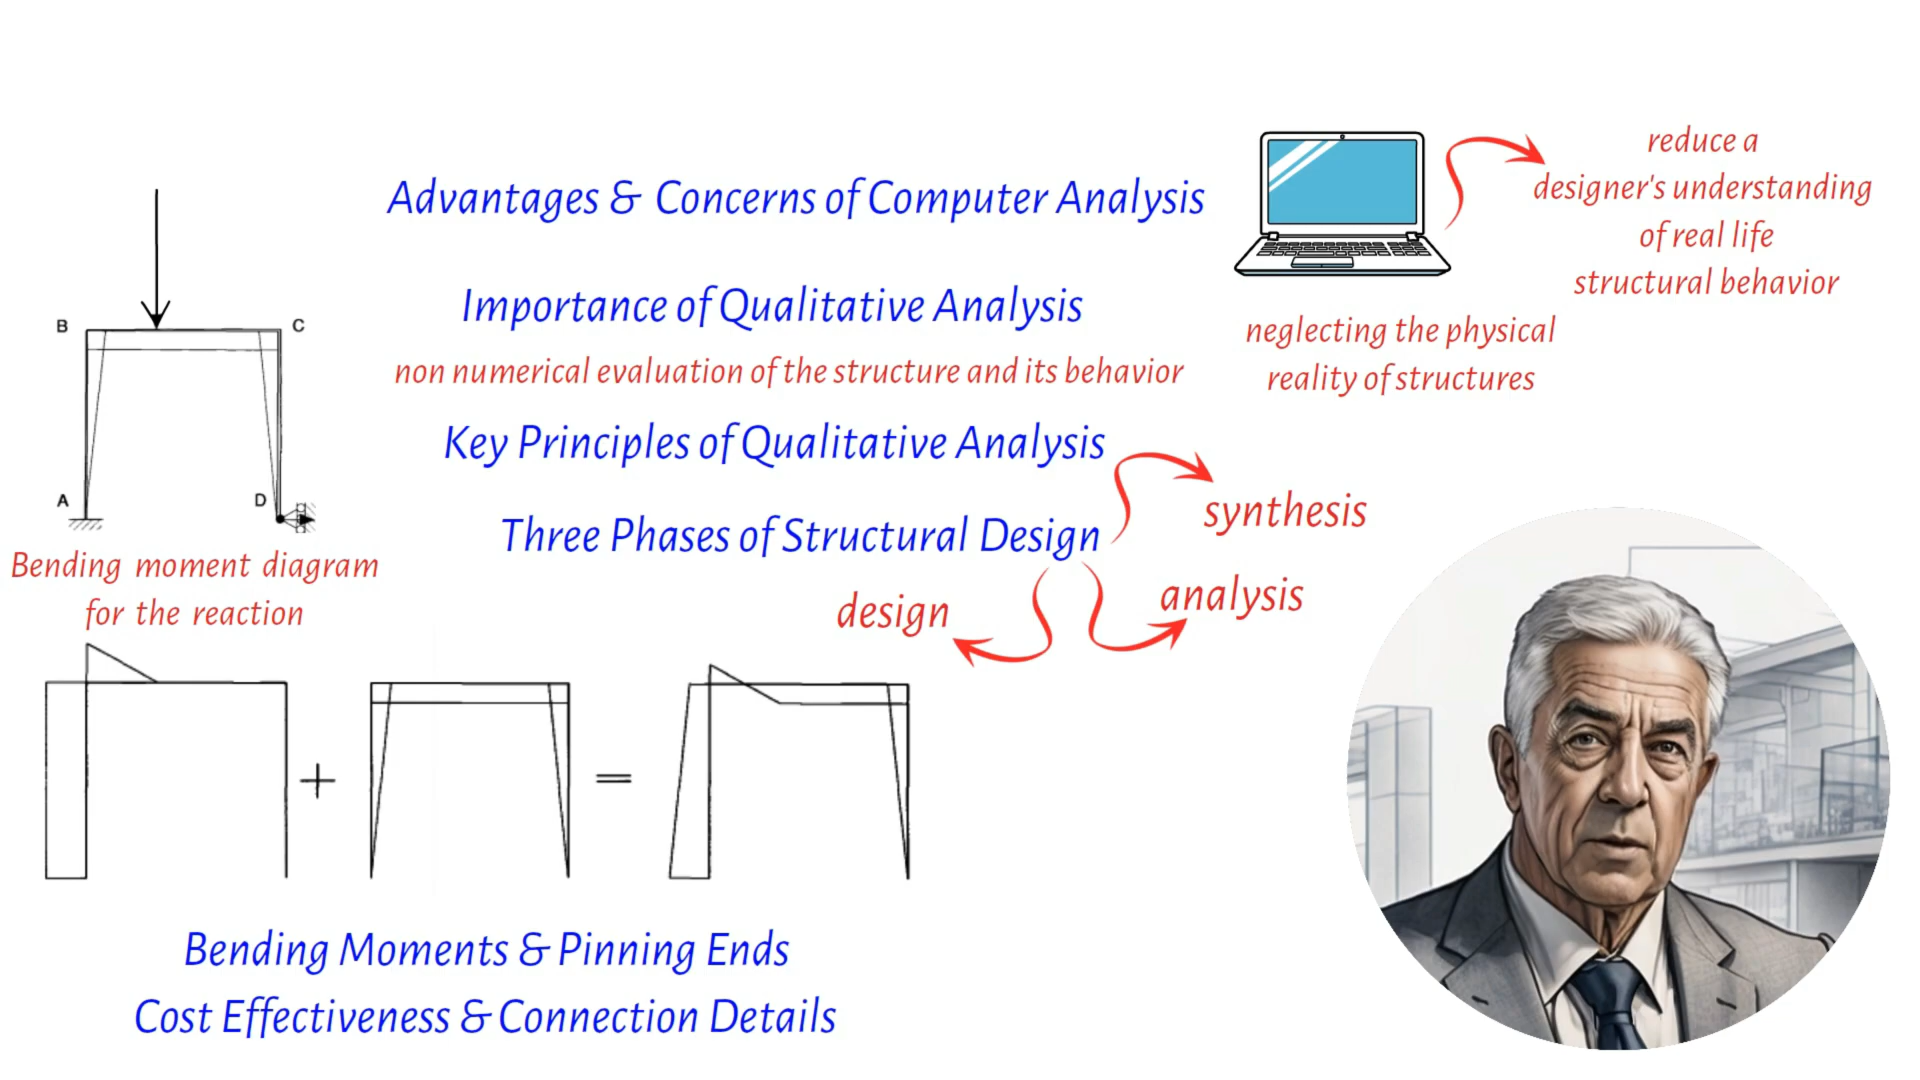 Advantages & Concerns of Computer Analysis
reduce a
designer's understanding
of real life
structural behavior
Importance of Qualitative Analysis
non numerical evaluation of the structure and its behavior
neglecting the physical
reality of structures
Key Principles of Qualitative Analysis
Three Phases of Structural Design
synthesis
analysis
design
B
C
A
D
Bending moment diagram
for the reaction
+
=
Bending Moments & Pinning Ends
Cost Effectiveness & Connection Details